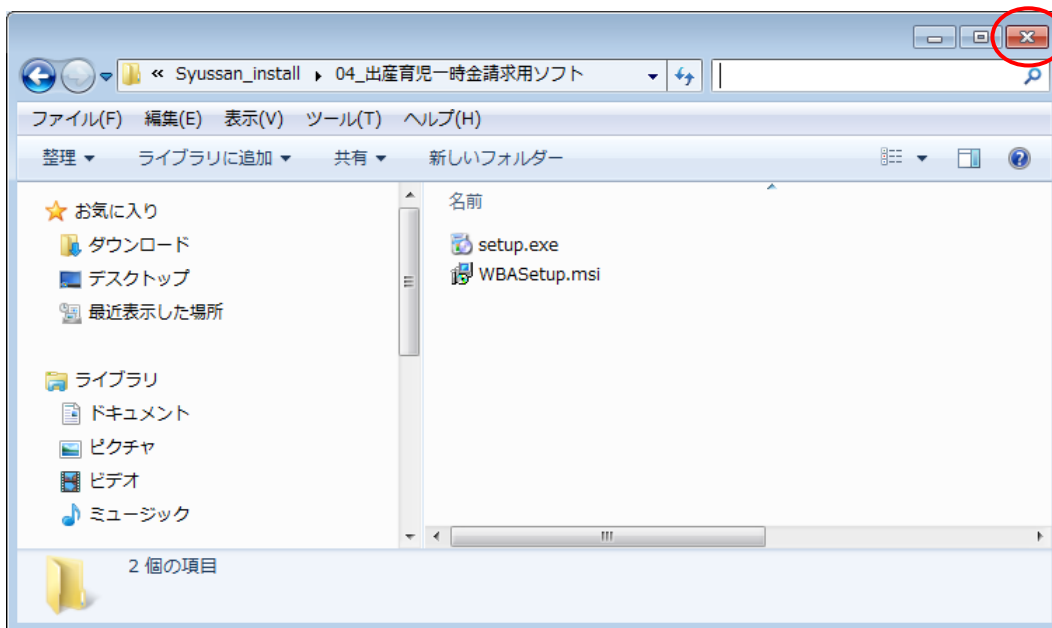 « Syussan_install ▸ 04_出産育児一時金請求用ソフト
ファイル(F) 編集(E) 表示(V) ツール(T) ヘルプ(H)
整理 ▼ ライブラリに追加 ▼ 共有 ▼ 新しいフォルダー
お気に入り
ダウンロード
デスクトップ
最近表示した場所
ライブラリ
ドキュメント
ピクチャ
ビデオ
ミュージック
名前
setup.exe
WBASetup.msi
2 個の項目